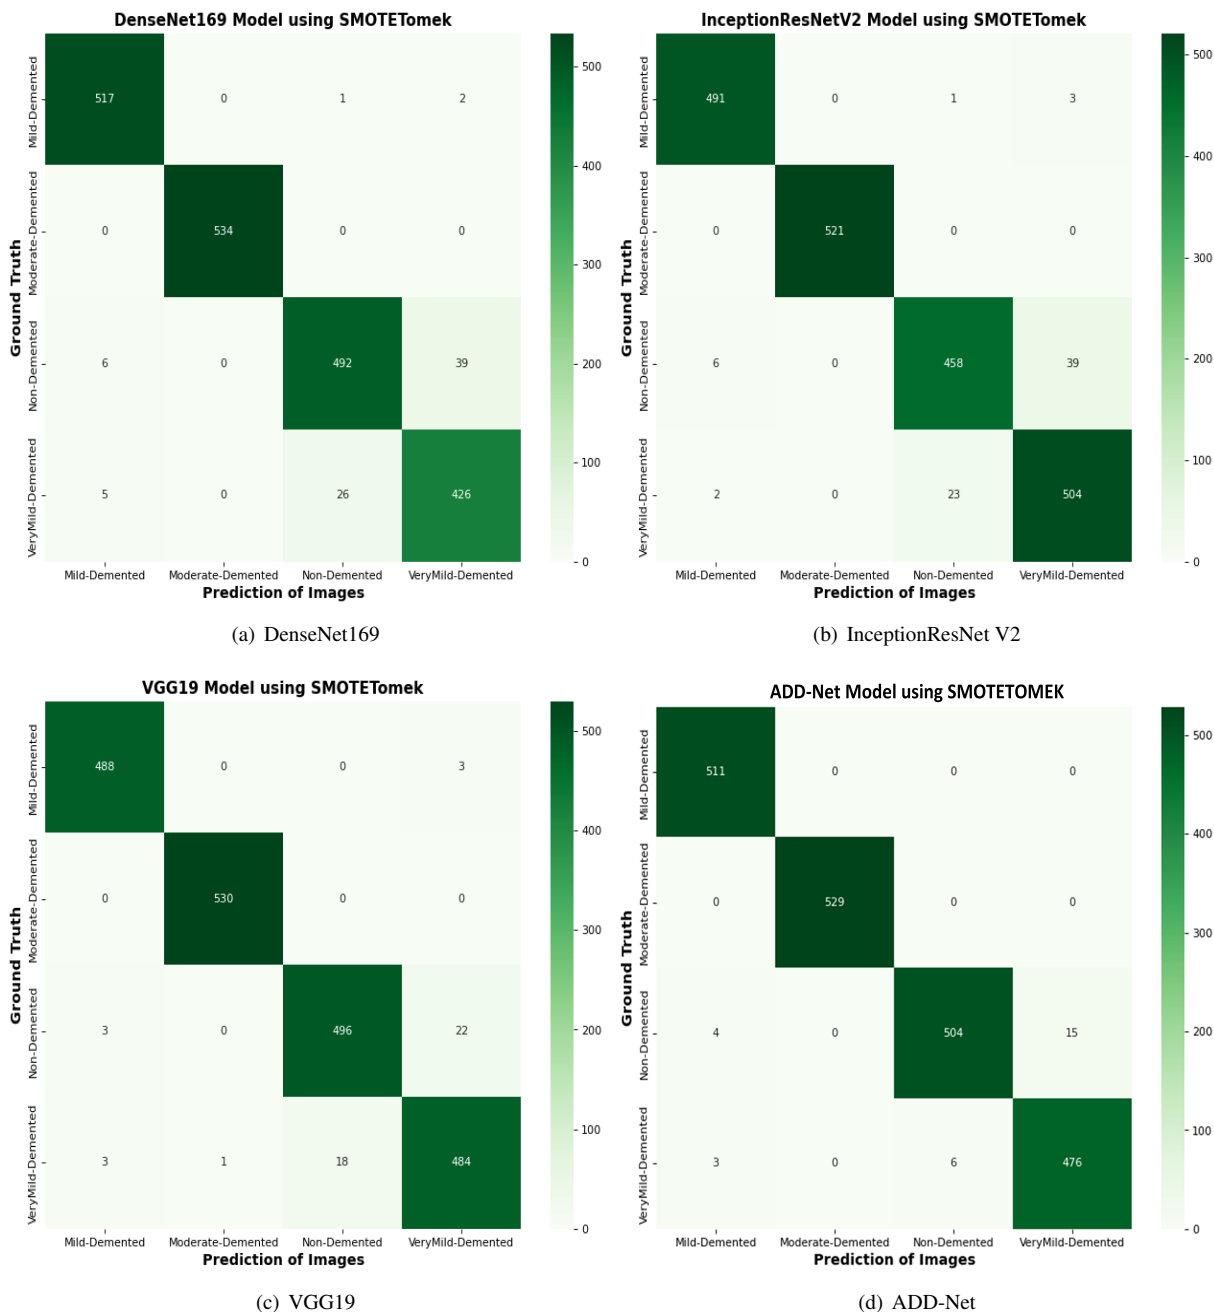 DenseNet169 Model using SMOTETomek
Mild-Demented
Moderate-Demented
Non-Demented
VeryMild-Demented
Ground Truth
517 0 1 2
0 534 0 0
6 0 492 39
5 0 26 426
500
400
300
200
100
0
Mild-Demented Moderate-Demented Non-Demented VeryMild-Demented
Prediction of Images
(a) DenseNet169
InceptionResNetV2 Model using SMOTETomek
Mild-Demented
Moderate-Demented
Non-Demented
VeryMild-Demented
Ground Truth
491 0 1 3
0 521 0 0
6 0 458 39
2 0 23 504
500
400
300
200
100
0
Mild-Demented Moderate-Demented Non-Demented VeryMild-Demented
Prediction of Images
(b) InceptionResNet V2
VGG19 Model using SMOTETomek
Mild-Demented
Moderate-Demented
Non-Demented
VeryMild-Demented
Ground Truth
488 0 0 3
0 530 0 0
3 0 496 22
3 1 18 484
500
400
300
200
100
0
Mild-Demented Moderate-Demented Non-Demented VeryMild-Demented
Prediction of Images
(c) VGG19
ADD-Net Model using SMOTETOMEK
Mild-Demented
Moderate-Demented
Non-Demented
VeryMild-Demented
Ground Truth
511 0 0 0
0 529 0 0
4 0 504 15
3 0 6 476
500
400
300
200
100
0
Mild-Demented Moderate-Demented Non-Demented VeryMild-Demented
Prediction of Images
(d) ADD-Net